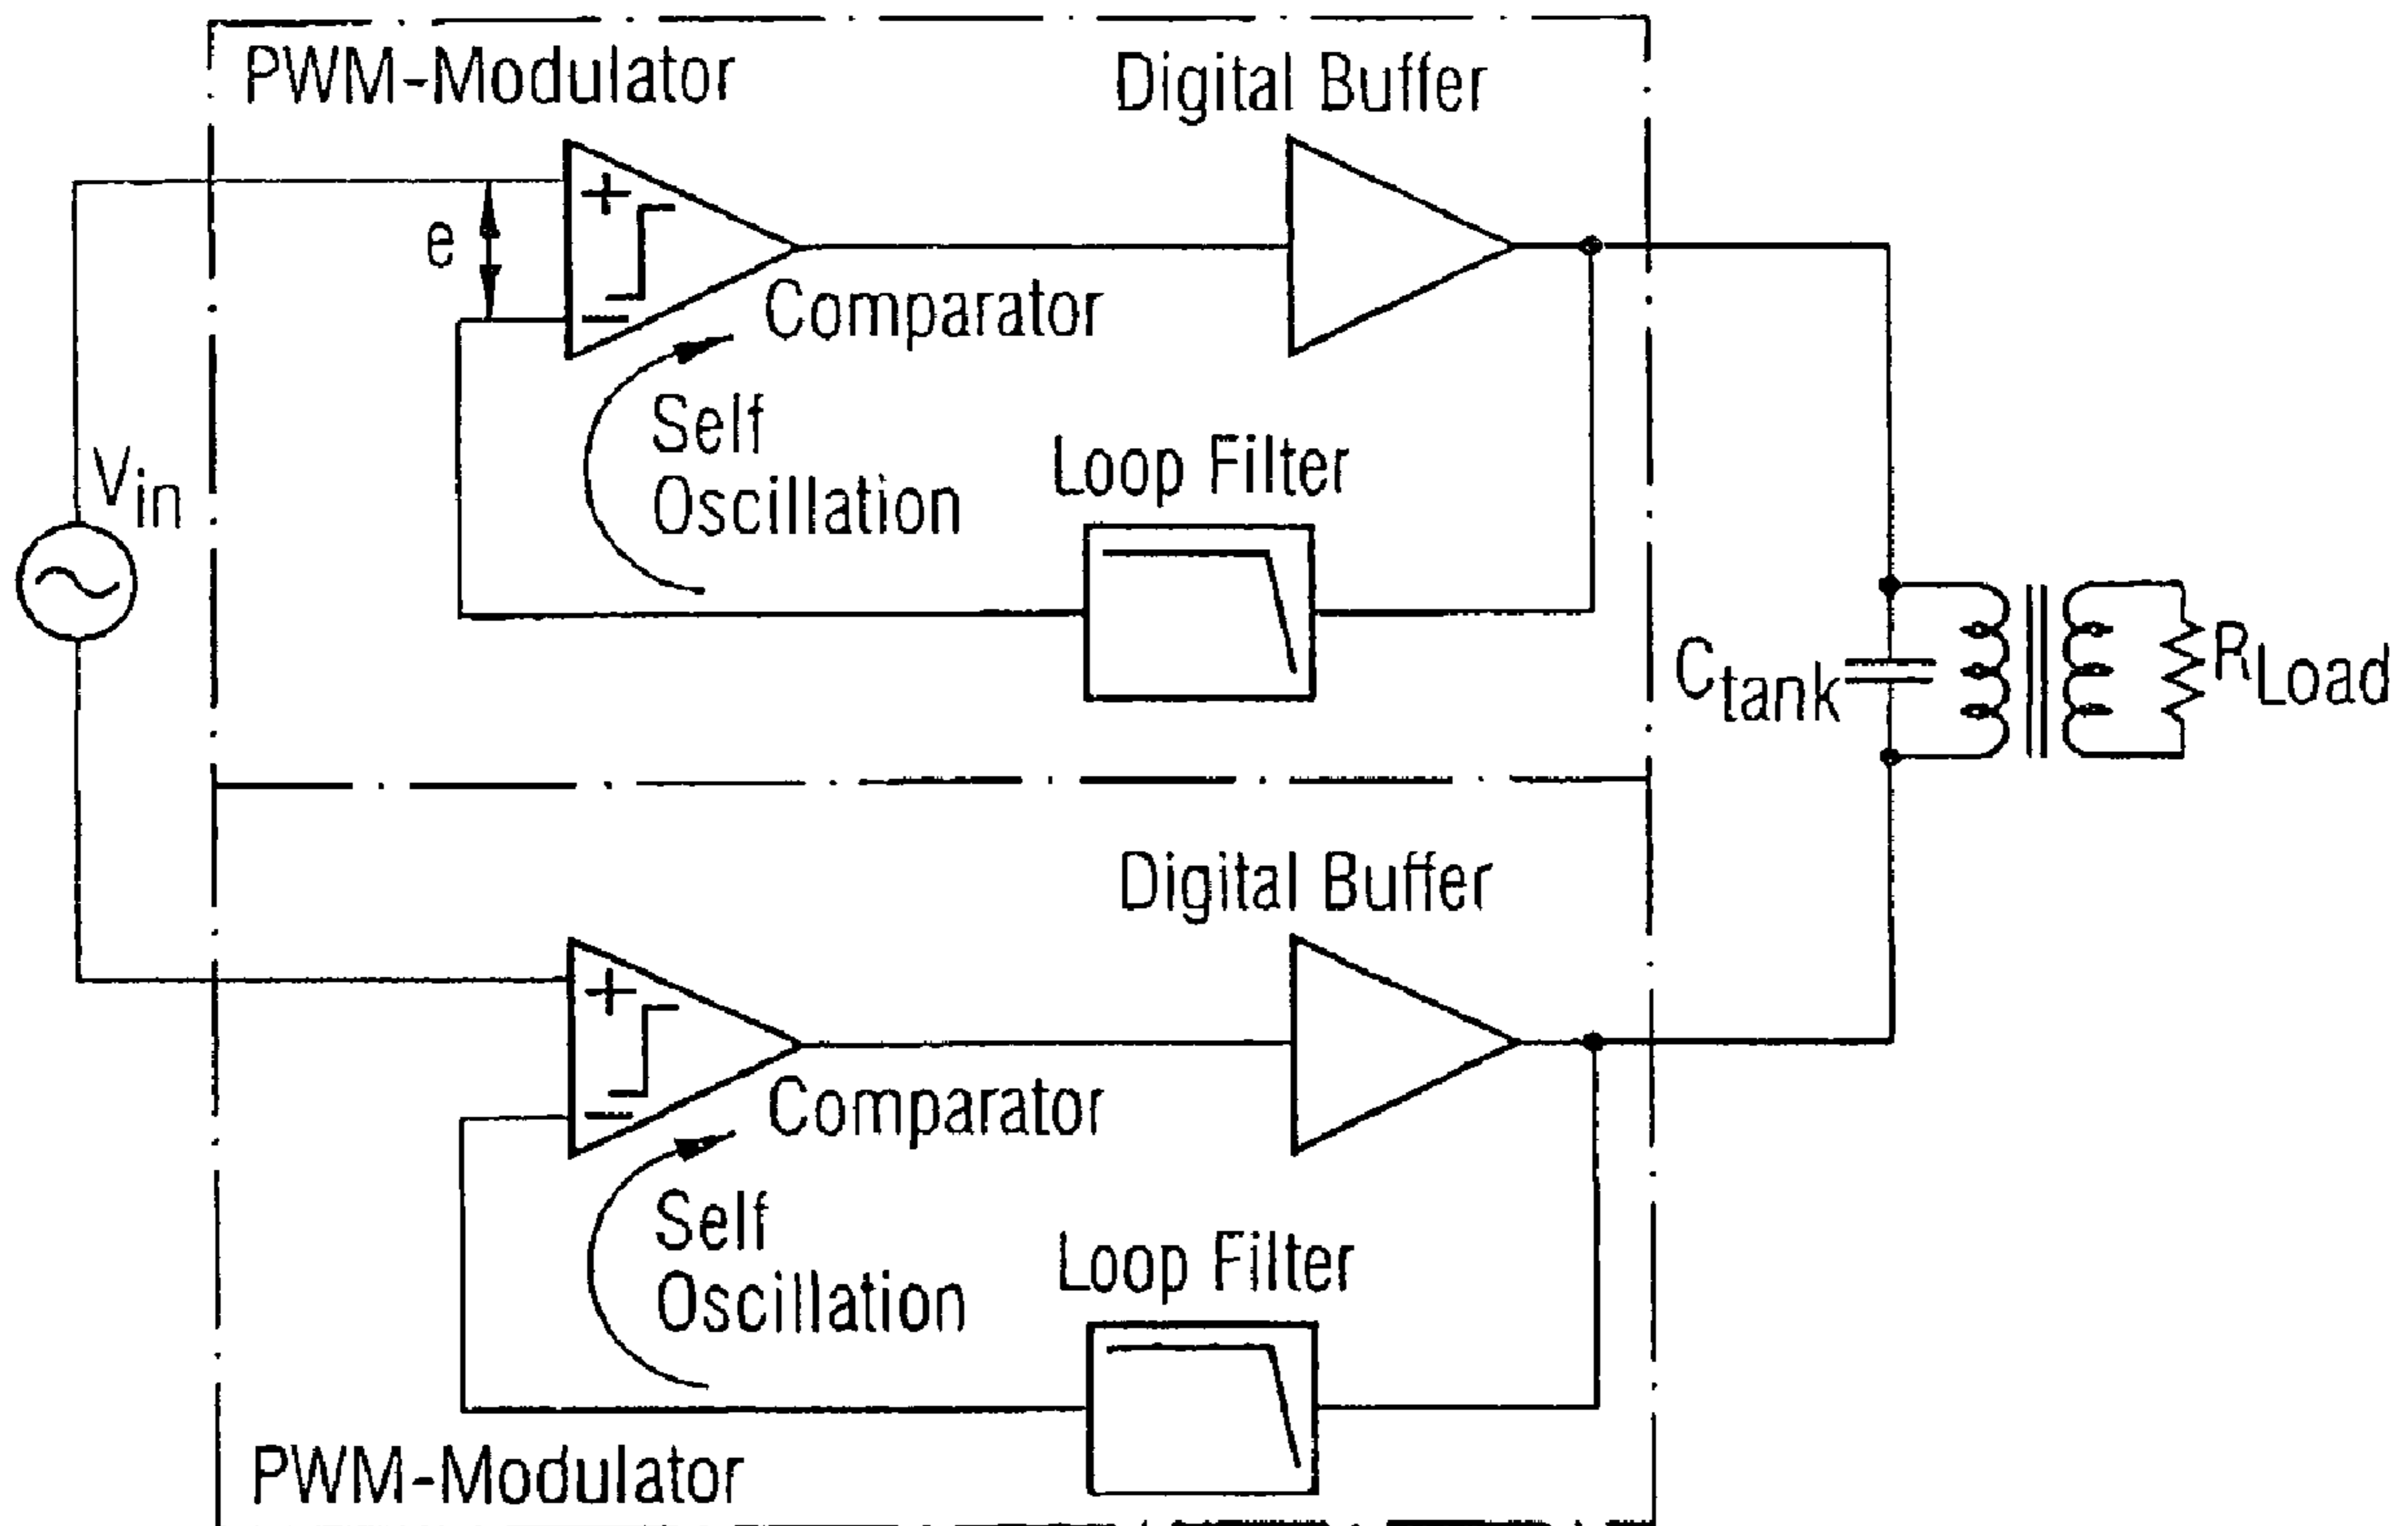 PWM-Modulator
Digital Buffer
+
e
−
Comparator
Self
Oscillation
Loop Filter
Vin
Ctank
RLoad
Digital Buffer
+
−
Comparator
Self
Oscillation
Loop Filter
PWM-Modulator